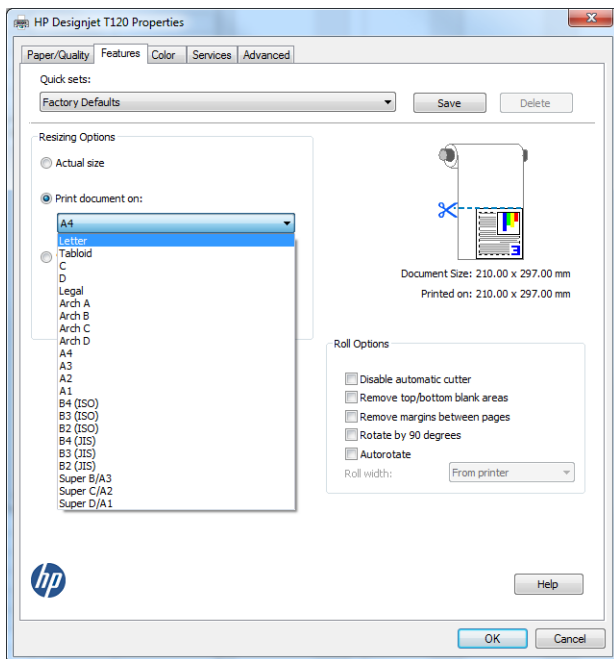 HP Designjet T120 Properties
Paper/Quality Features Color Services Advanced
Quick sets:
Factory Defaults
Save
Delete
Resizing Options
Actual size
Print document on:
A4
Letter
Tabloid
C
D
Legal
Arch A
Arch B
Arch C
Arch D
A4
A3
A2
A1
B4 (ISO)
B3 (ISO)
B2 (ISO)
B4 (JIS)
B3 (JIS)
B2 (JIS)
Super B/A3
Super C/A2
Super D/A1
Document Size: 210.00 x 297.00 mm
Printed on: 210.00 x 297.00 mm
Roll Options
Disable automatic cutter
Remove top/bottom blank areas
Remove margins between pages
Rotate by 90 degrees
Autorotate
Roll width: From printer
hp
Help
OK Cancel